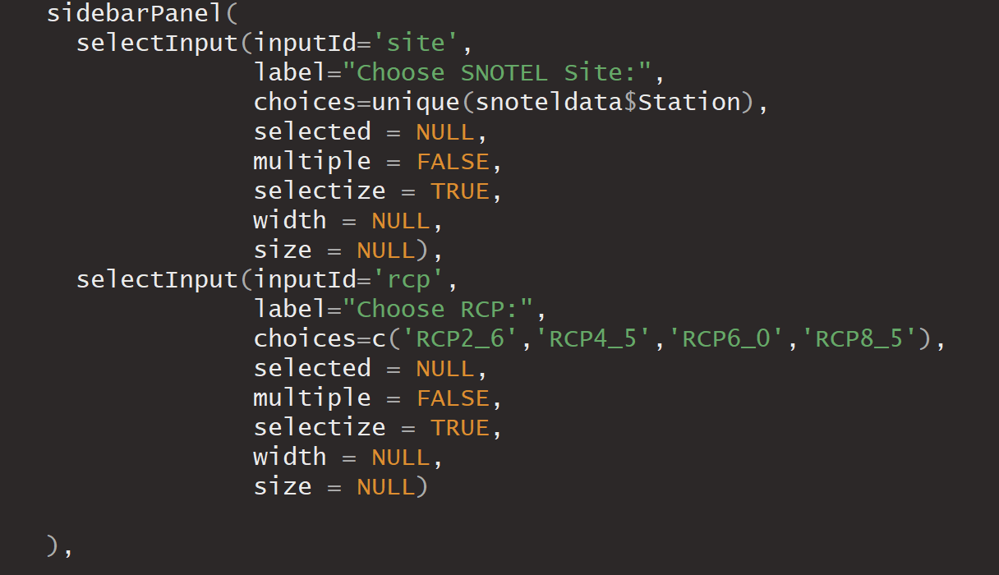 sidebarPanel(
selectInput(inputId='site',
label="Choose SNOTEL Site:",
choices=unique(snoteldata$Station),
selected = NULL,
multiple = FALSE,
selectize = TRUE,
width = NULL,
size = NULL),
selectInput(inputId='rcp',
label="Choose RCP:",
choices=c('RCP2_6','RCP4_5','RCP6_0','RCP8_5'),
selected = NULL,
multiple = FALSE,
selectize = TRUE,
width = NULL,
size = NULL)
),